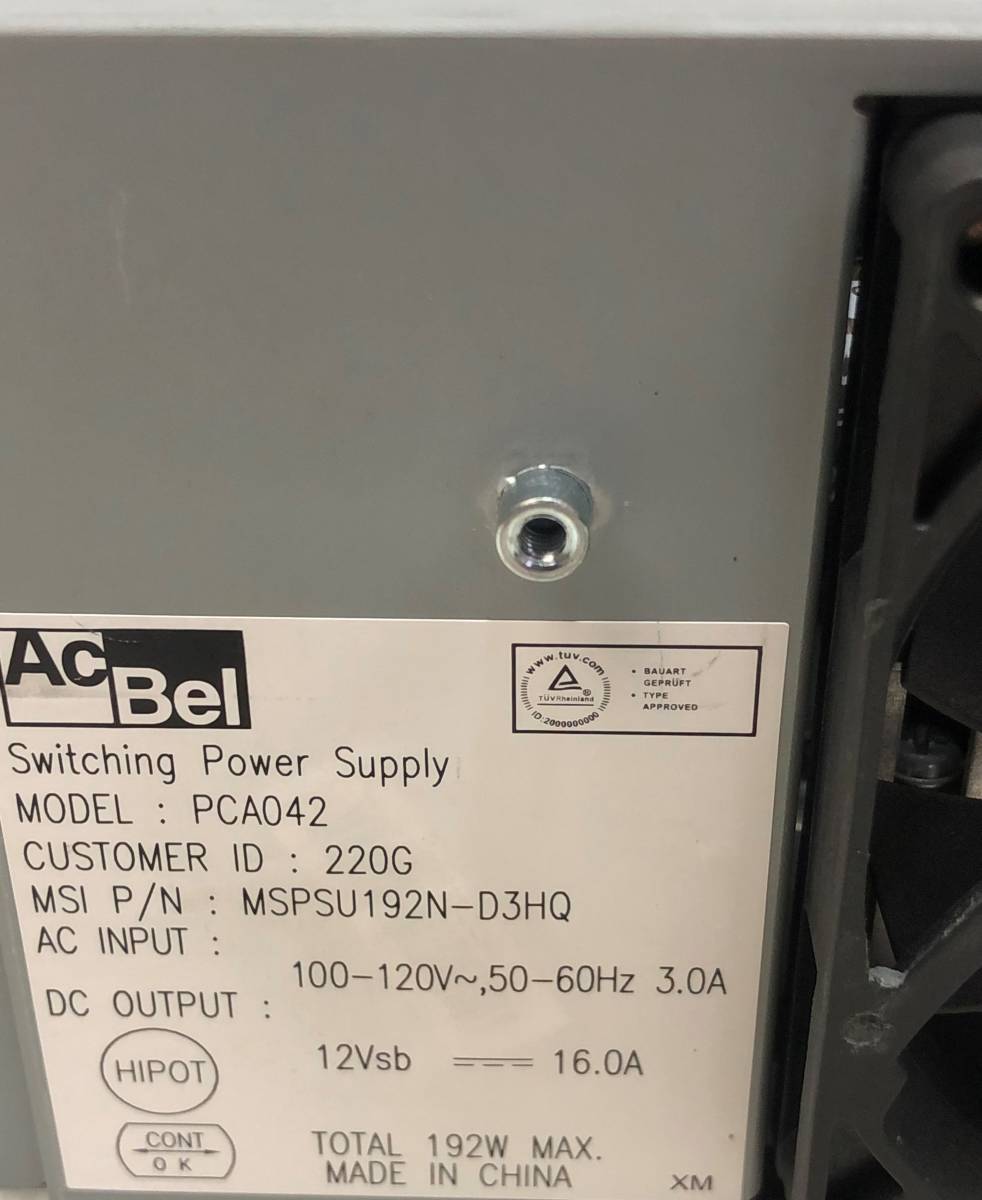 AcBel
www.tuv.com
TÜVRheinland ®
ID:2000000000
• BAUART
GEPRÜFT
• TYPE
APPROVED
Switching Power Supply
MODEL : PCA042
CUSTOMER ID : 220G
MSI P/N : MSPSU192N-D3HQ
AC INPUT :
100-120V~,50-60Hz 3.0A
DC OUTPUT :
12Vsb ⎓ 16.0A
HIPOT
CONT
OK
TOTAL 192W MAX.
MADE IN CHINA
XM